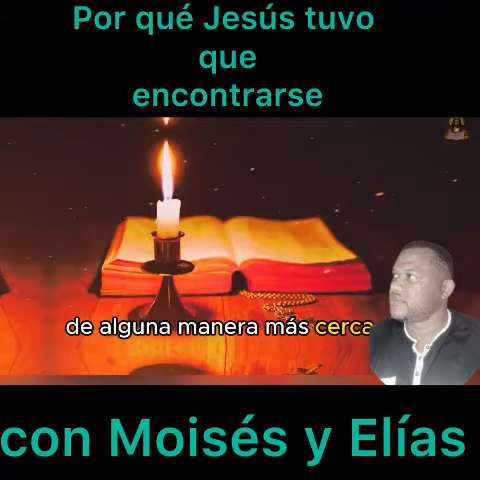 Por qué Jesús tuvo
que
encontrarse
de alguna manera más cerca
con Moisés y Elías